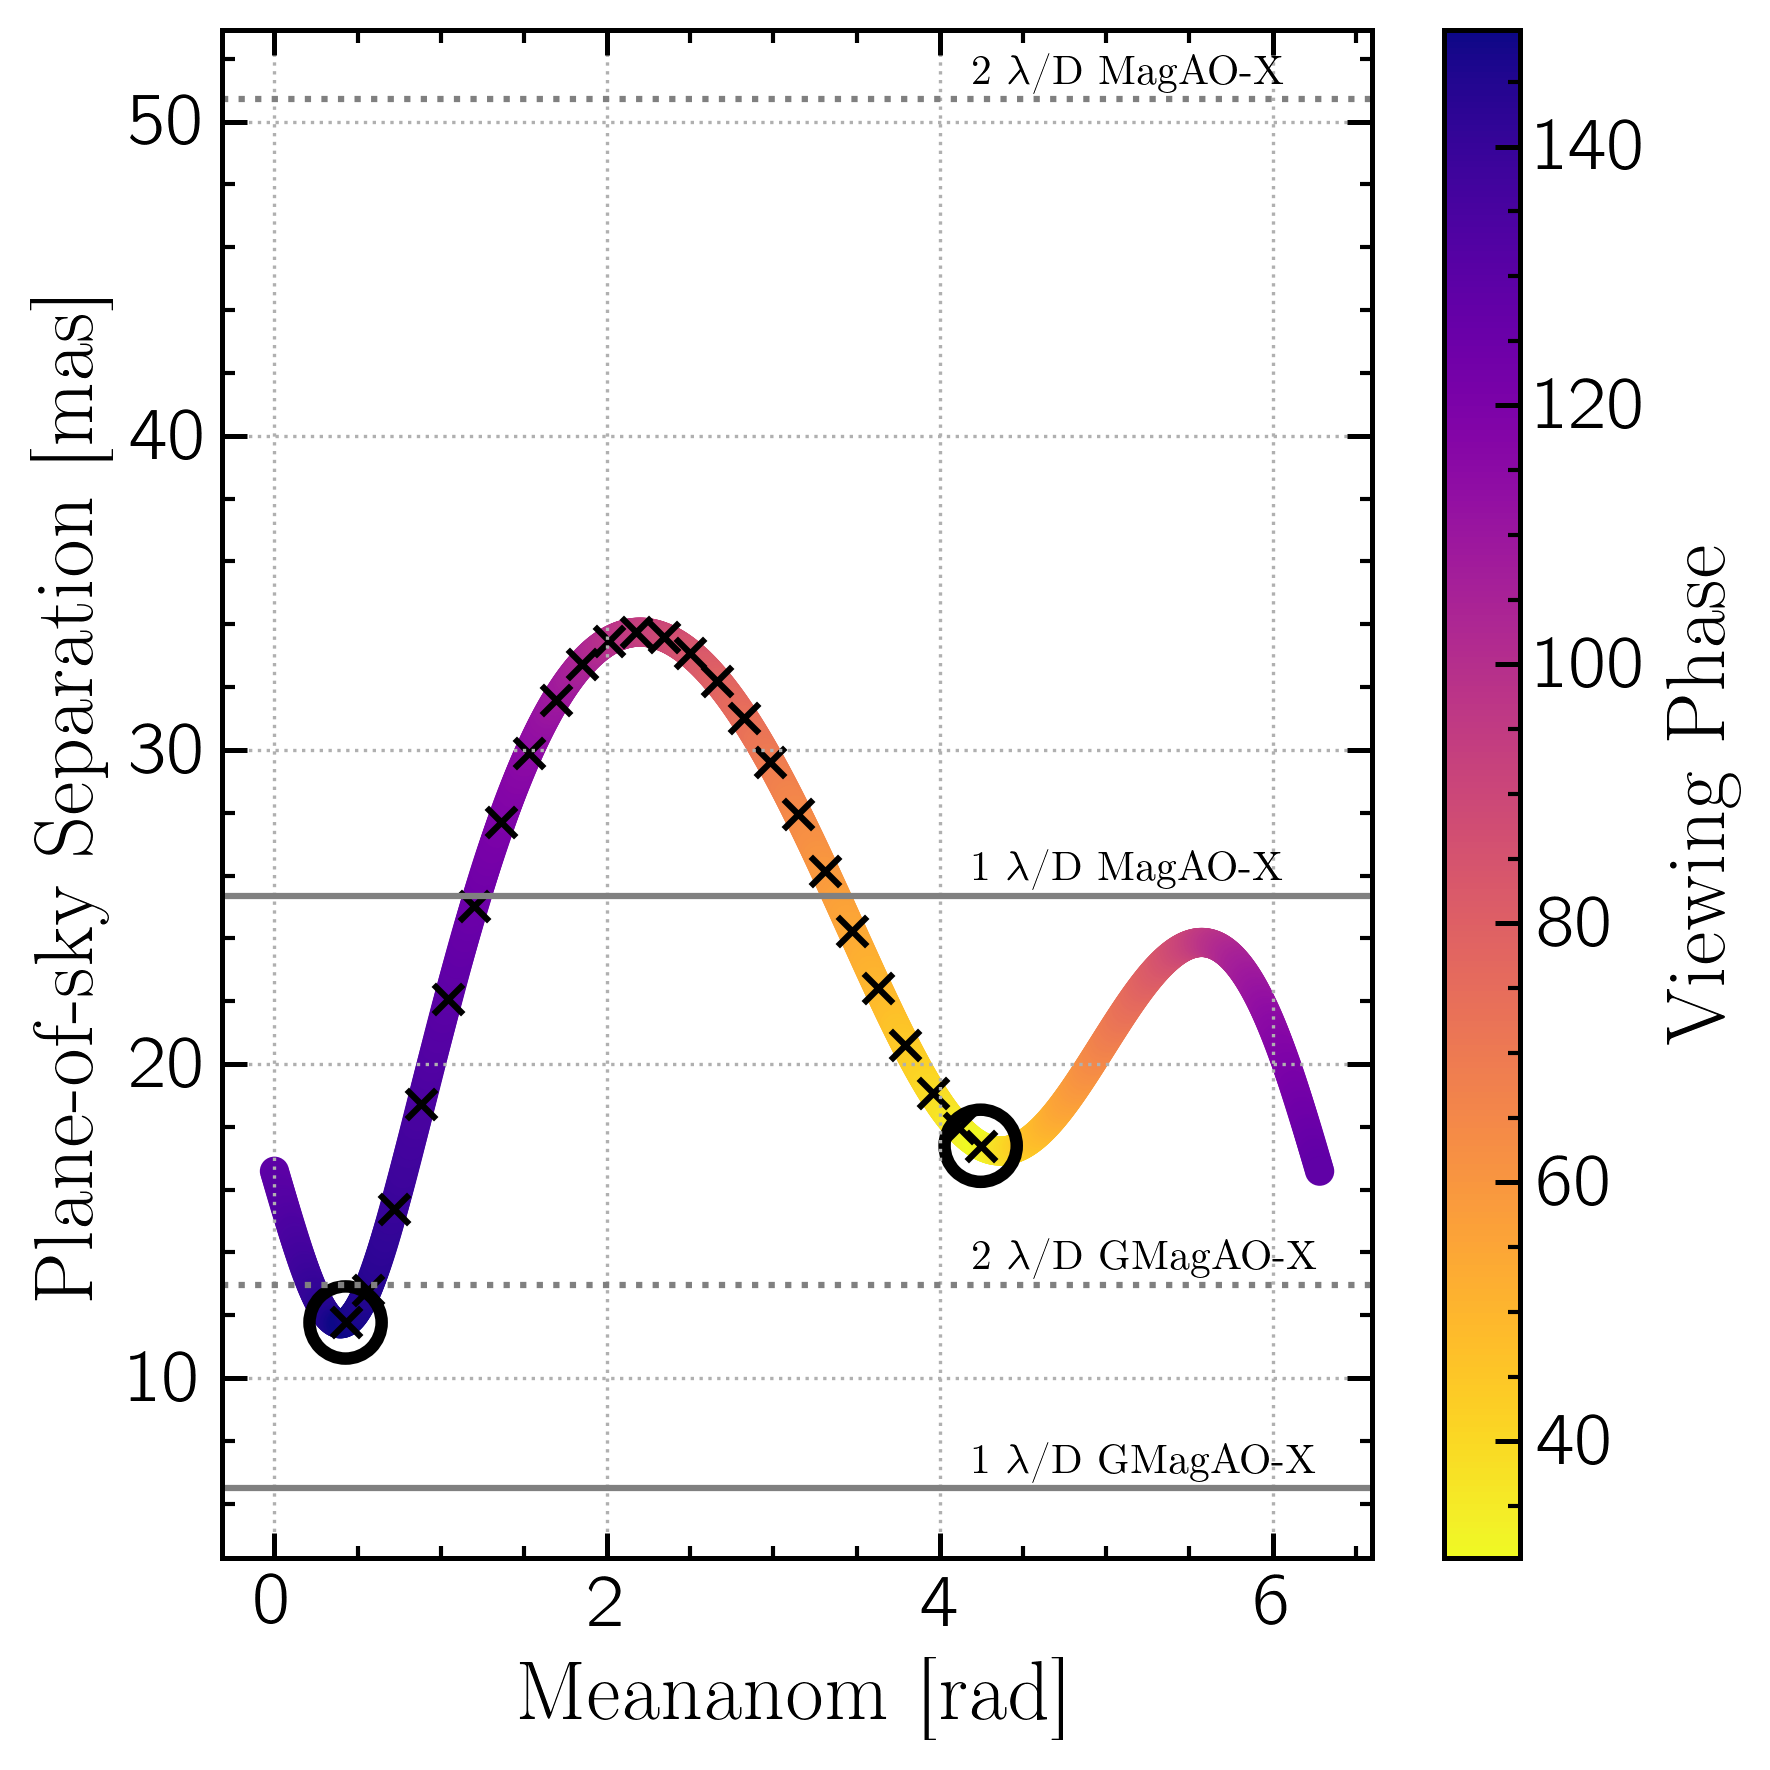 Plane-of-sky Separation [mas]
50
40
30
20
10
2 λ/D MagAO-X
1 λ/D MagAO-X
2 λ/D GMagAO-X
1 λ/D GMagAO-X
0 2 4 6
Meananom [rad]
140
120
100
80
60
40
Viewing Phase